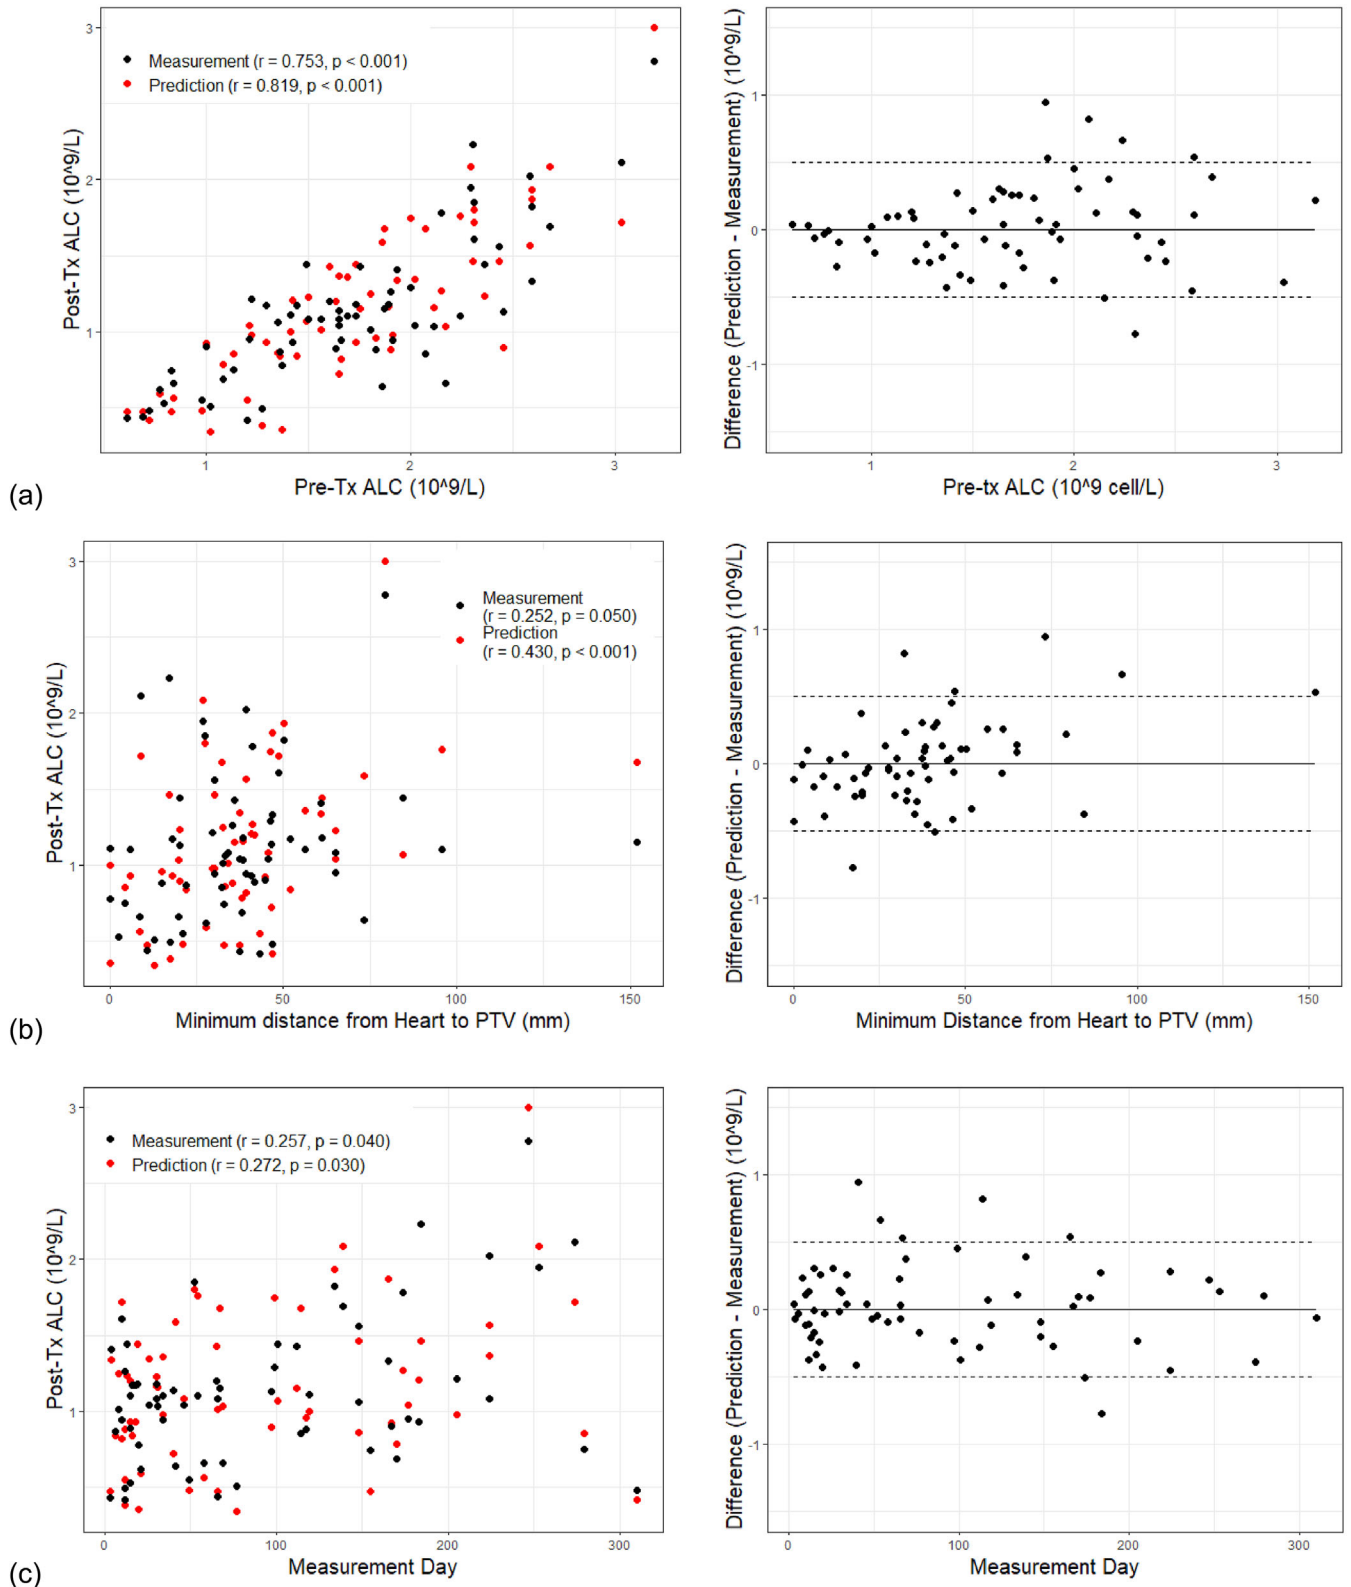 3
2
1
Post-Tx ALC (10^9/L)
Measurement (r = 0.753, p < 0.001)
Prediction (r = 0.819, p < 0.001)
1
2
3
Pre-Tx ALC (10^9/L)
1
0
-1
Difference (Prediction - Measurement) (10^9/L)
1
2
3
Pre-tx ALC (10^9 cell/L)
(a)
3
2
1
Post-Tx ALC (10^9/L)
Measurement
(r = 0.252, p = 0.050)
Prediction
(r = 0.430, p < 0.001)
0
50
100
150
Minimum distance from Heart to PTV (mm)
1
0
-1
Difference (Prediction - Measurement) (10^9/L)
0
50
100
150
Minimum Distance from Heart to PTV (mm)
(b)
3
2
1
Post-Tx ALC (10^9/L)
Measurement (r = 0.257, p = 0.040)
Prediction (r = 0.272, p = 0.030)
0
100
200
300
Measurement Day
1
0
-1
Difference (Prediction - Measurement) (10^9/L)
0
100
200
300
Measurement Day
(c)